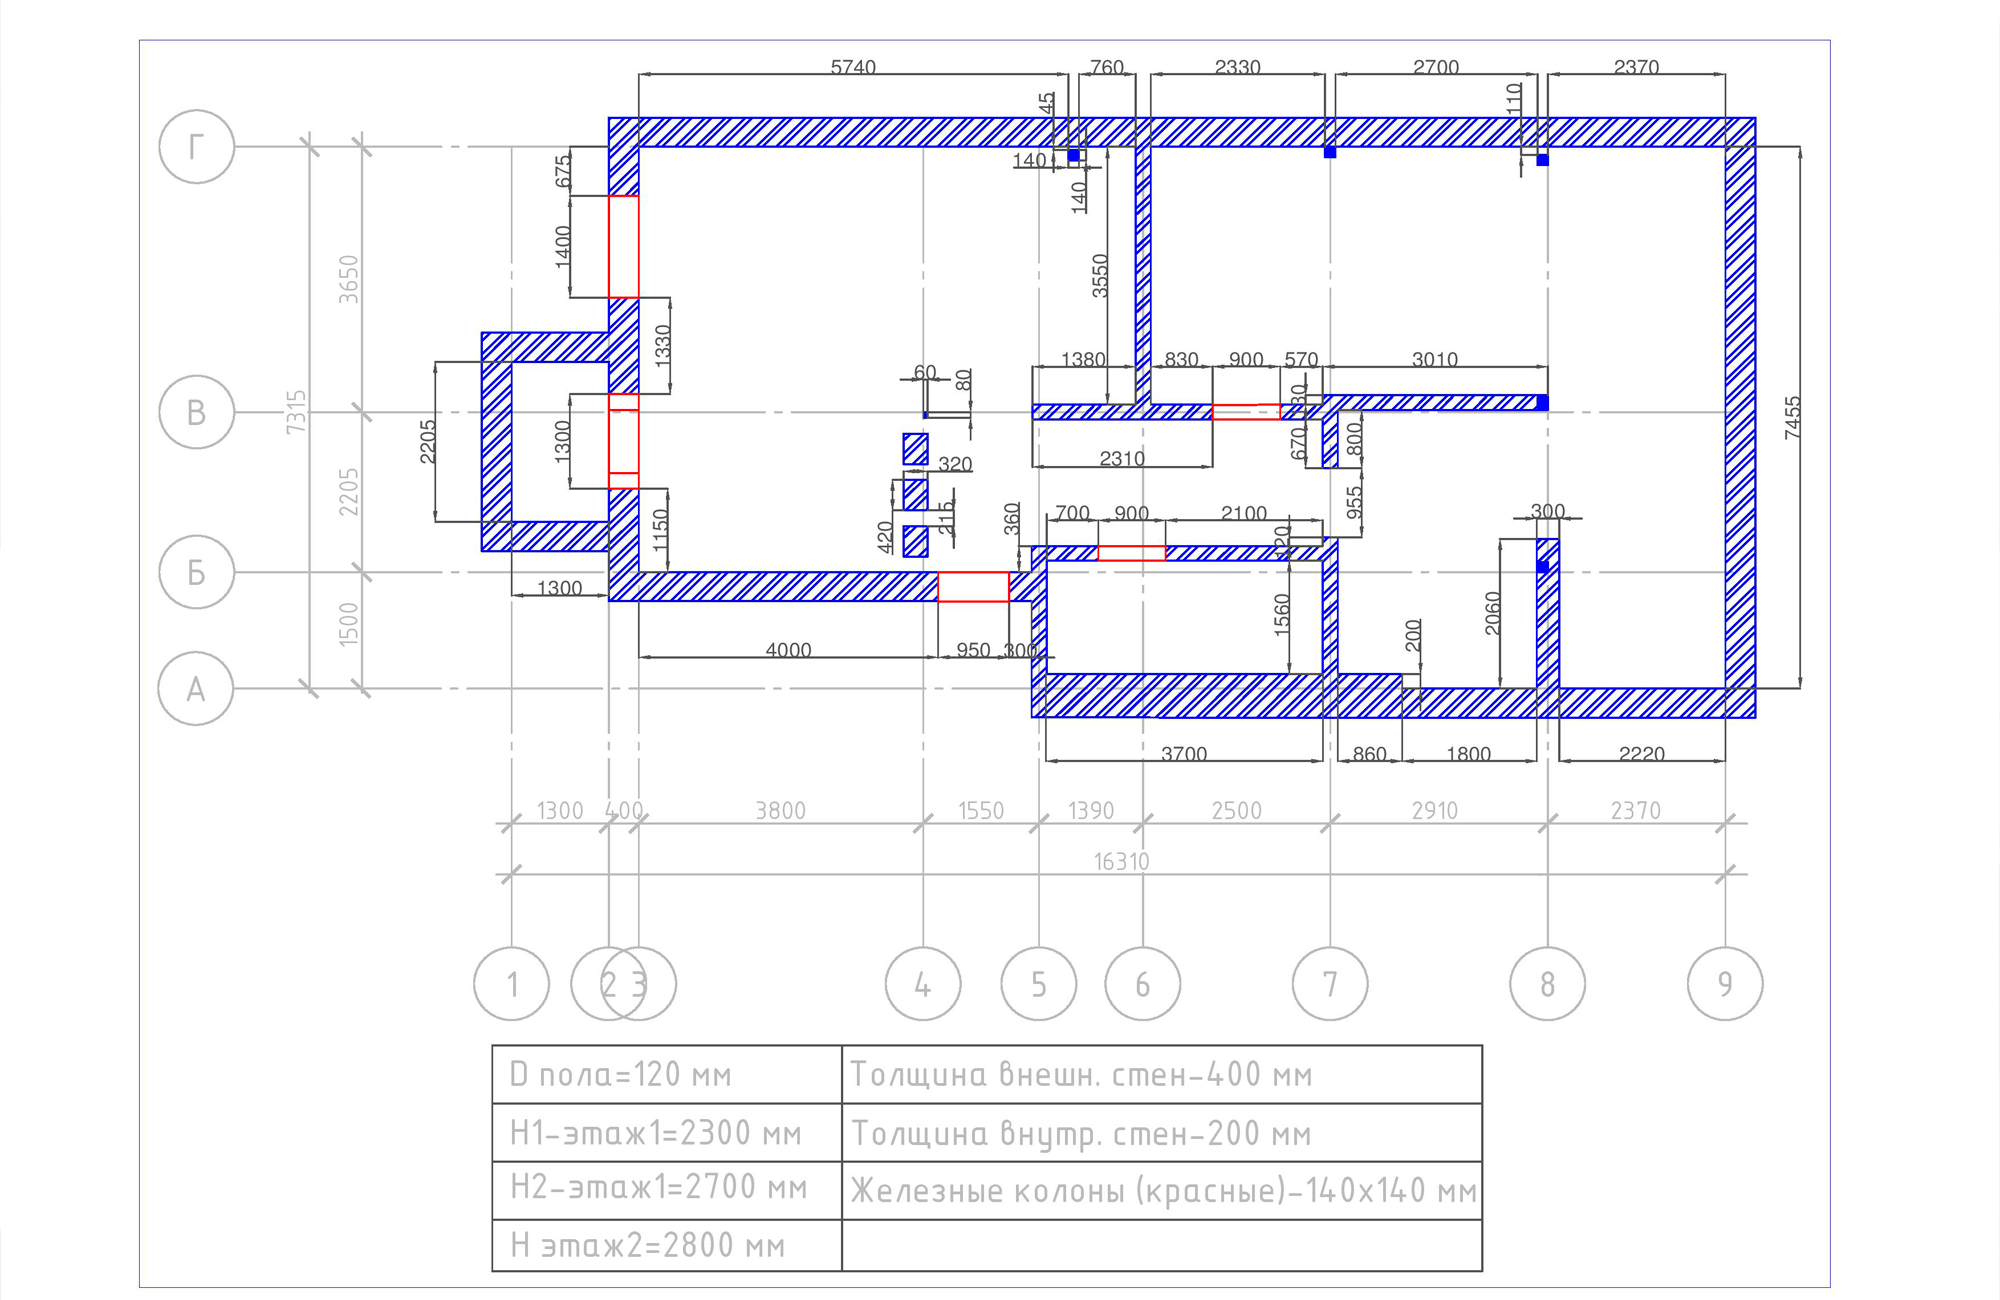 5740 760 2330 2700 2370
45 110
Г
140
675
140
1400
3650
3550
1330
60 80
1380 830 900 570 3010
130
В
7315
2205
1300
670 800
7455
2310
320
2205
420 215
360
700 900 2100
955
300
1150
120
Б
1300
1500
1560
200
2060
4000 950 300
А
3700 860 1800 2220
1300 400 3800 1550 1390 2500 2910 2370
16310
1 2 3 4 5 6 7 8 9
D пола=120 мм Толщина внешн. стен-400 мм
Н1-этаж1=2300 мм Толщина внутр. стен-200 мм
Н2-этаж1=2700 мм Железные колоны (красные)-140х140 мм
Н этаж2=2800 мм